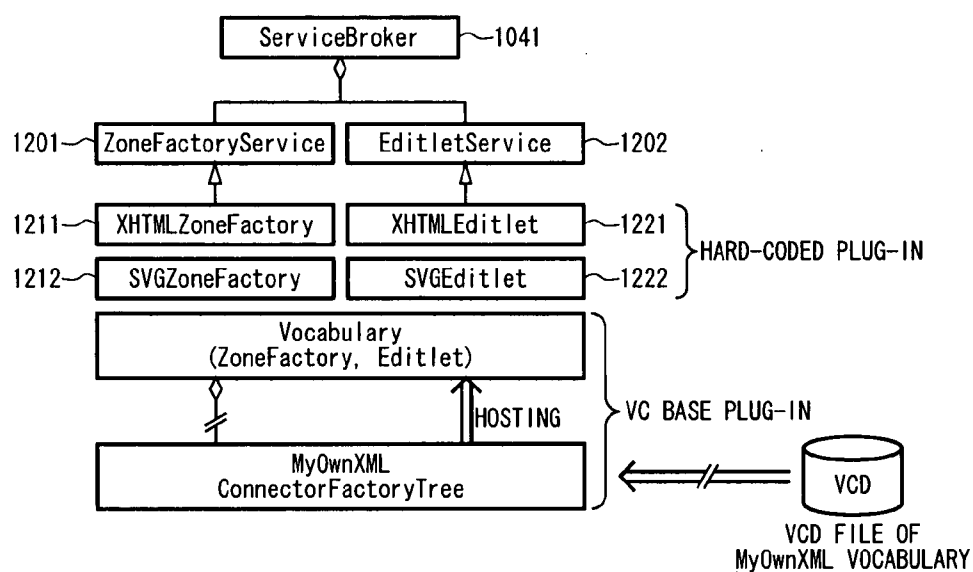 ServiceBroker 1041
1201 ZoneFactoryService EditletService 1202
1211 XHTMLZoneFactory XHTMLEditlet 1221
HARD-CODED PLUG-IN
1212 SVGZoneFactory SVGEditlet 1222
Vocabulary
(ZoneFactory, Editlet)
HOSTING
VC BASE PLUG-IN
MyOwnXML
ConnectorFactoryTree
VCD
VCD FILE OF
MyOwnXML VOCABULARY